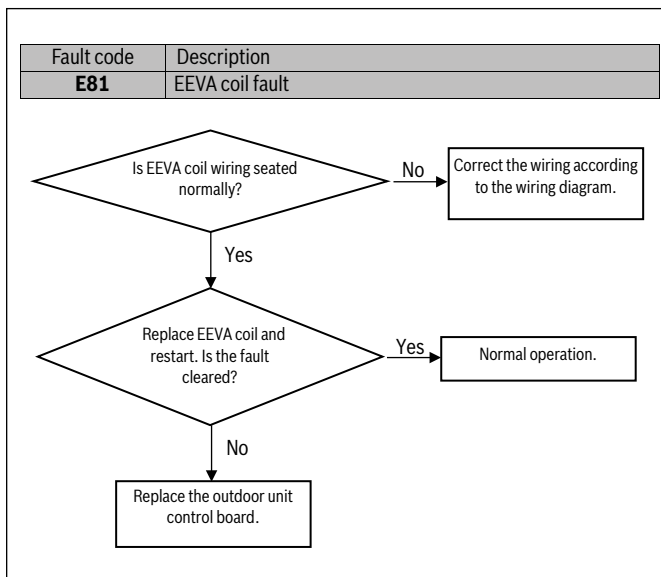 Fault code Description
E81 EEVA coil fault
Is EEVA coil wiring seated
normally?
No
Correct the wiring according
to the wiring diagram.
Yes
Replace EEVA coil and
restart. Is the fault
cleared?
Yes
Normal operation.
No
Replace the outdoor unit
control board.